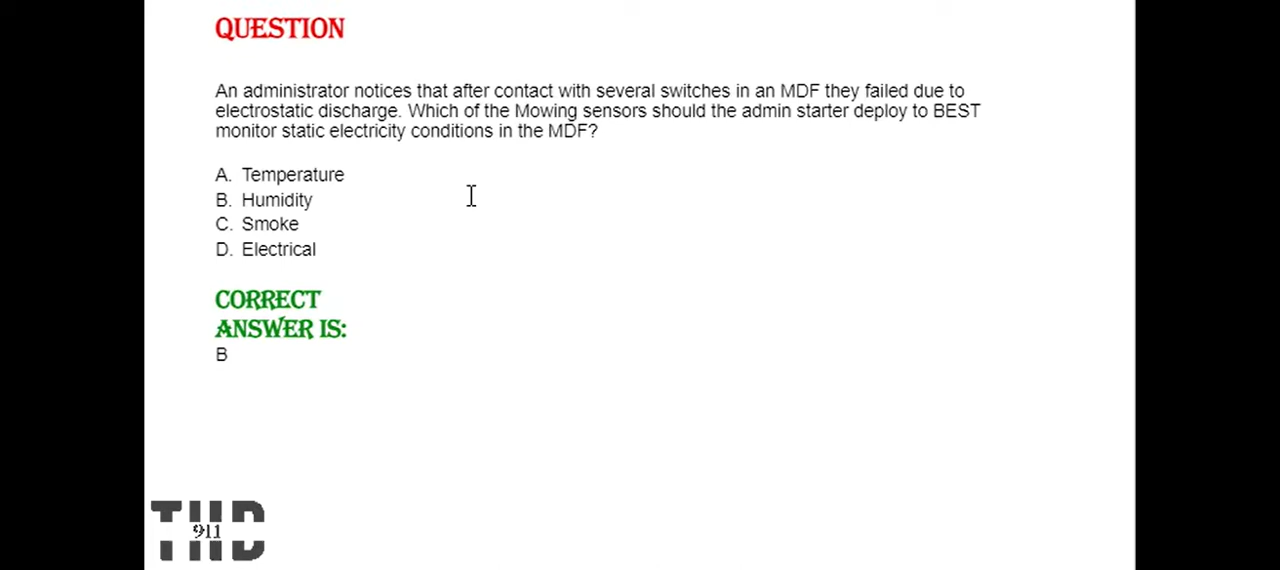 QUESTION
An administrator notices that after contact with several switches in an MDF they failed due to
electrostatic discharge. Which of the Mowing sensors should the admin starter deploy to BEST
monitor static electricity conditions in the MDF?
A. Temperature
B. Humidity
C. Smoke
D. Electrical
CORRECT
ANSWER IS:
B
THD
911